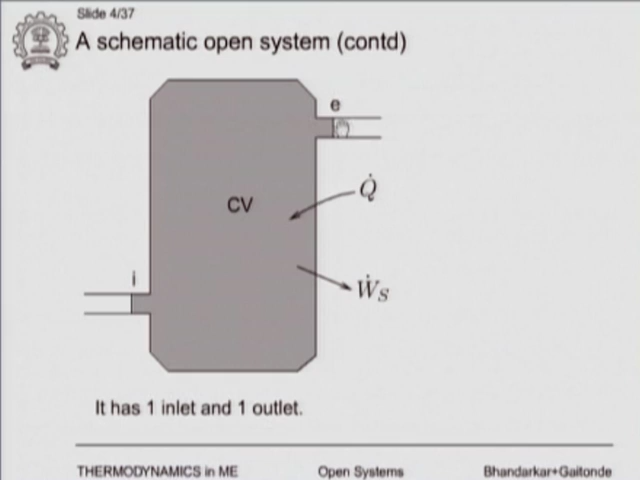 Slide 4/37
A schematic open system (contd)
e
CV
Q̇
i
Ẇ_S
It has 1 inlet and 1 outlet.
THERMODYNAMICS in ME Open Systems Bhandarkar+Gaitonde